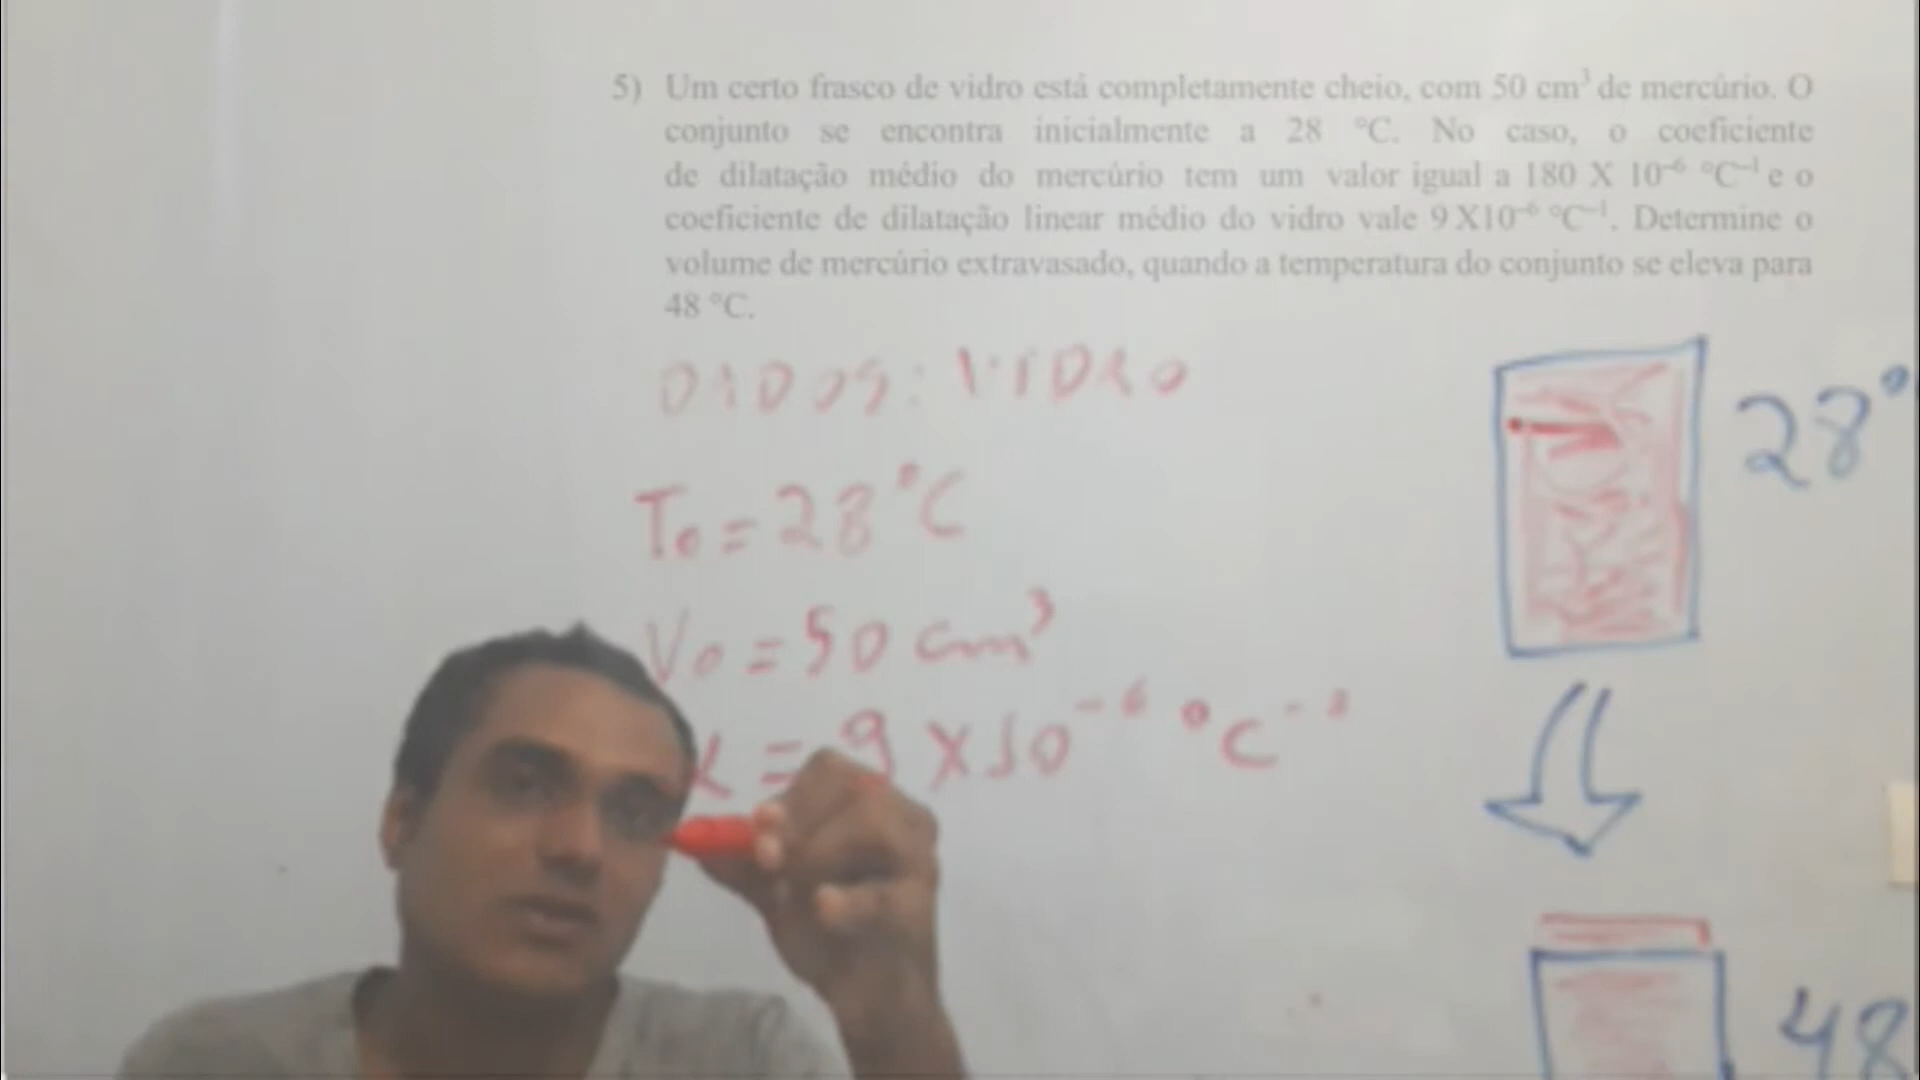 5) Um certo frasco de vidro está completamente cheio, com 50 cm³ de mercúrio. O
conjunto se encontra inicialmente a 28 °C. No caso, o coeficiente
de dilatação médio do mercúrio tem um valor igual a 180 X 10⁻⁶ °C⁻¹ e o
coeficiente de dilatação linear médio do vidro vale 9 X10⁻⁶ °C⁻¹. Determine o
volume de mercúrio extravasado, quando a temperatura do conjunto se eleva para
48 °C.
DADOS: VIDRO
T₀ = 28 °C
28°
V₀ = 50 cm³
= 9 X 10⁻⁶ °C⁻¹
48